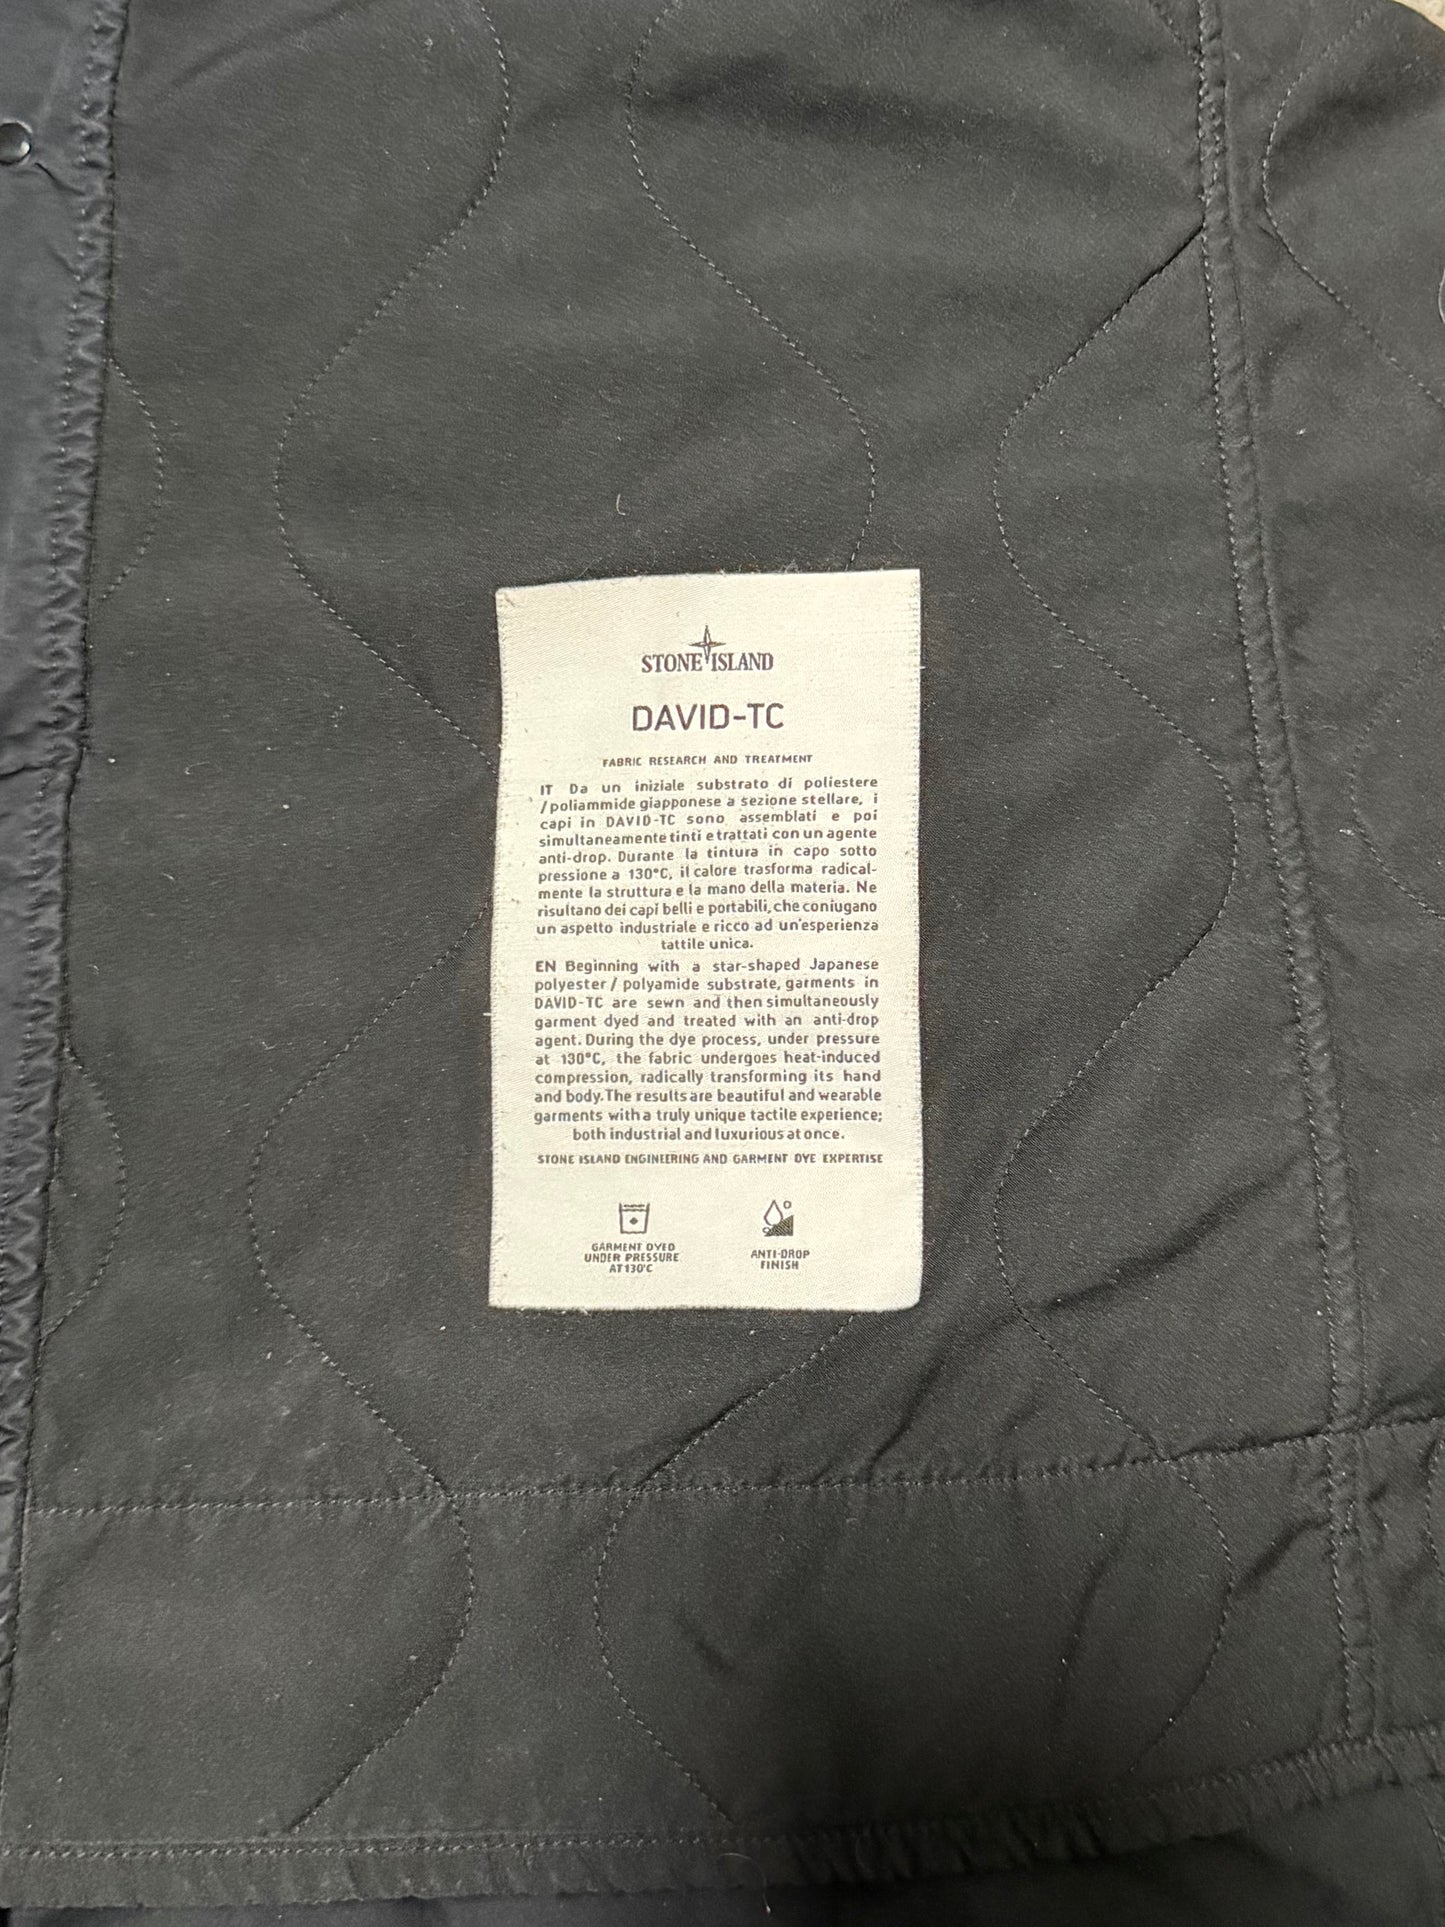 STONE ISLAND
DAVID-TC
FABRIC RESEARCH AND TREATMENT
IT Da un iniziale substrato di poliestere
/poliammide giapponese a sezione stellare, i
capi in DAVID-TC sono assemblati e poi
simultaneamente tinti e trattati con un agente
anti-drop. Durante la tintura in capo sotto
pressione a 130°C, il calore trasforma radical-
mente la struttura e la mano della materia. Ne
risultano dei capi belli e portabili, che coniugano
un aspetto industriale e ricco ad un'esperienza
tattile unica.
EN Beginning with a star-shaped Japanese
polyester / polyamide substrate, garments in
DAVID-TC are sewn and then simultaneously
garment dyed and treated with an anti-drop
agent. During the dye process, under pressure
at 130°C, the fabric undergoes heat-induced
compression, radically transforming its hand
and body. The results are beautiful and wearable
garments with a truly unique tactile experience;
both industrial and luxurious at once.
STONE ISLAND ENGINEERING AND GARMENT DYE EXPERTISE
GARMENT DYED
UNDER PRESSURE
AT 130°C
ANTI-DROP
FINISH